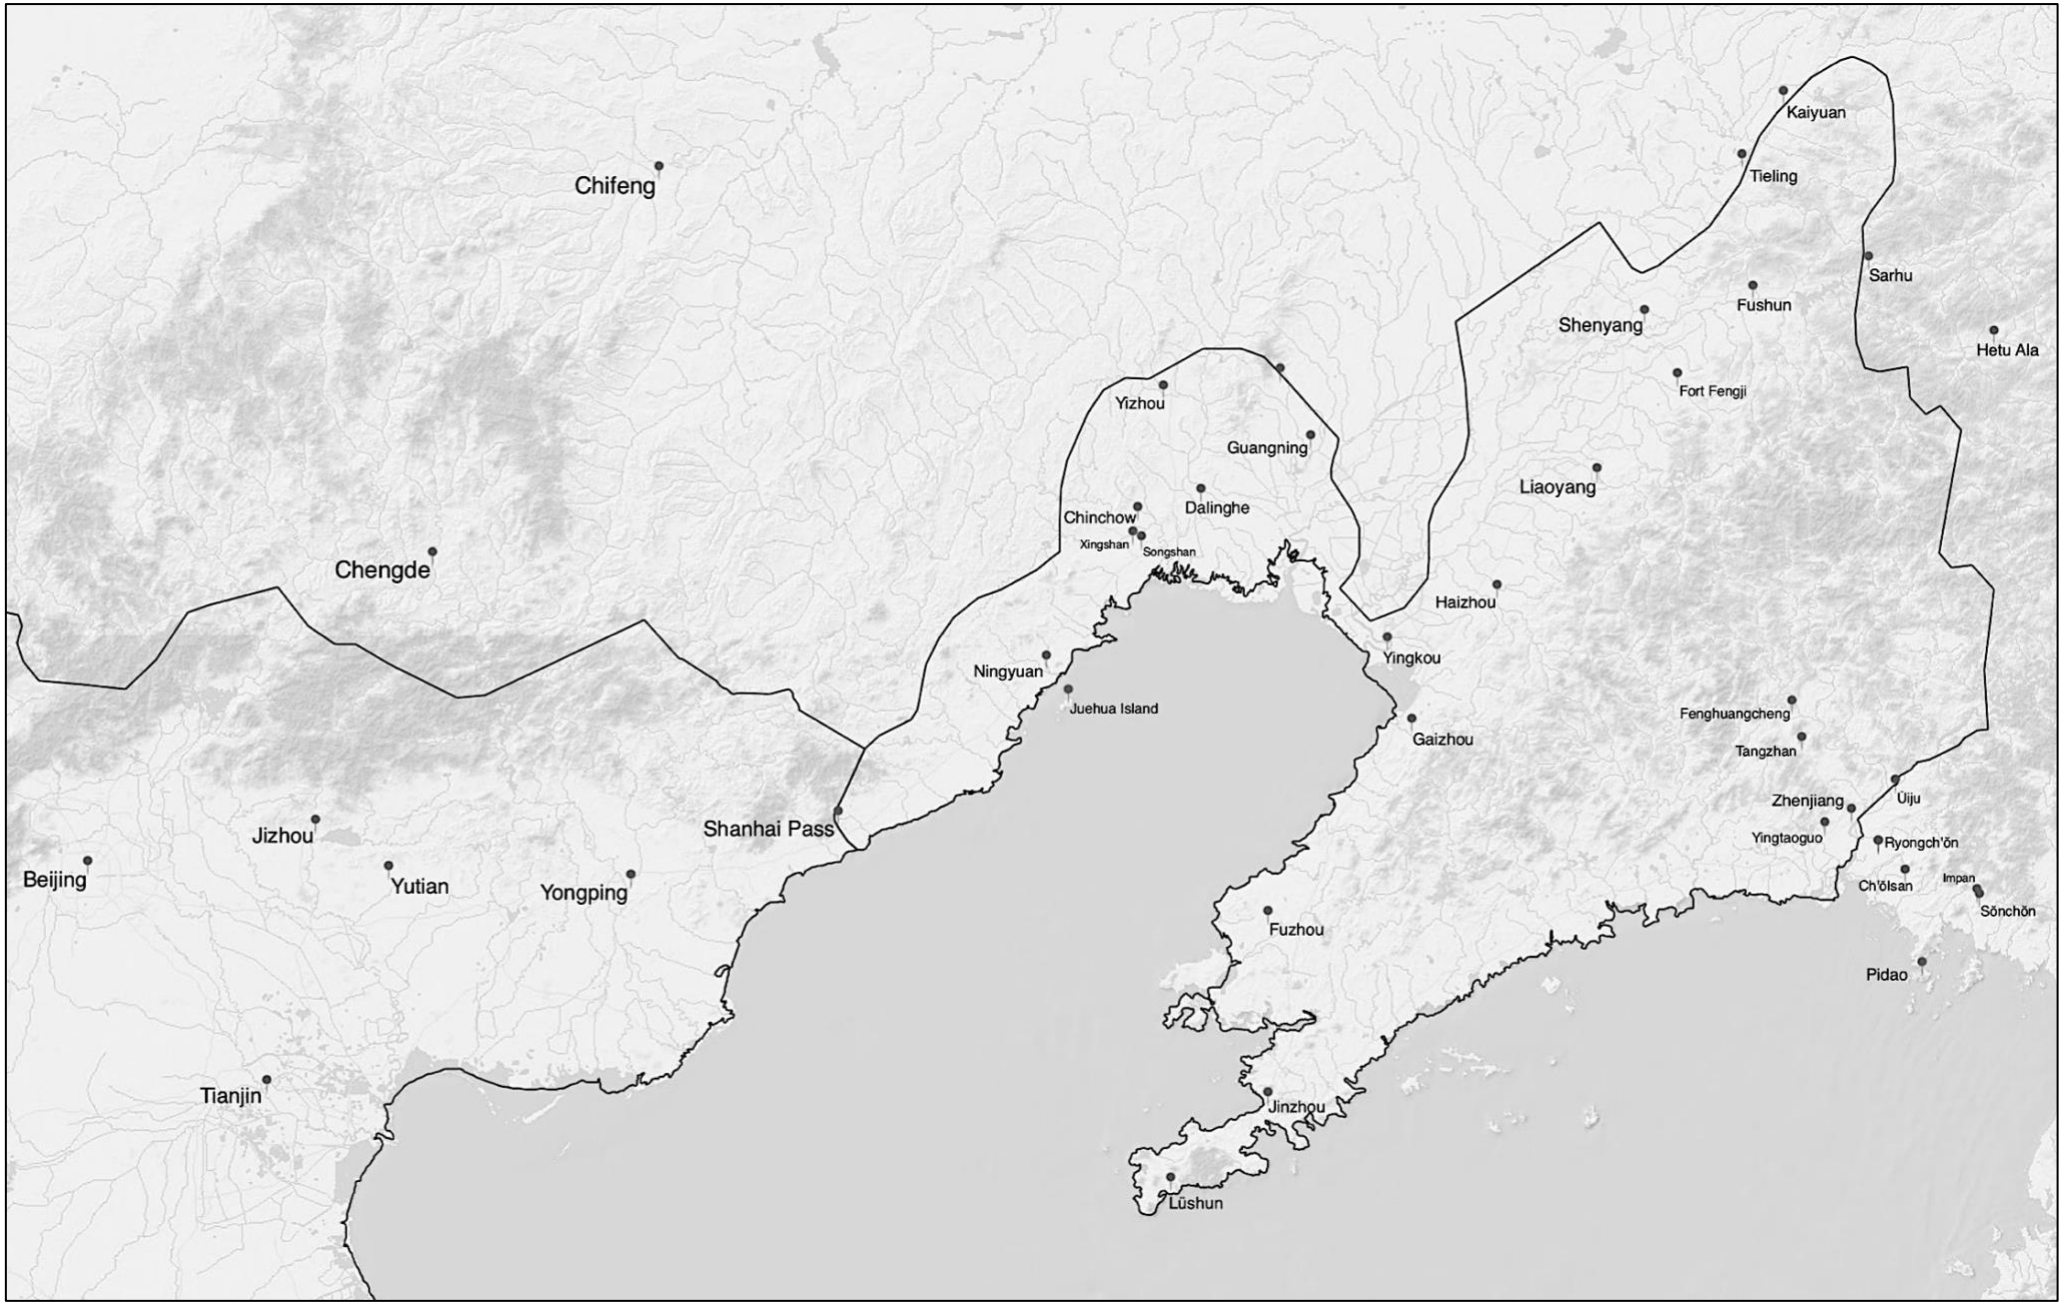 Kaiyuan
Tieling
Chifeng
Sarhu
Fushun
Shenyang
Hetu Ala
Fort Fengji
Yizhou
Guangning
Liaoyang
Dalinghe
Chinchow
Xingshan
Songshan
Chengde
Haizhou
Yingkou
Ningyuan
Juehua Island
Fenghuangcheng
Gaizhou
Tangzhan
Ŭiju
Zhenjiang
Shanhai Pass
Jizhou
Yingtaoguo
Ryongch'ŏn
Beijing
Yutian
Yongping
Ch'ŏlsan
Impan
Sŏnchŏn
Fuzhou
Pidao
Tianjin
Jinzhou
Lüshun